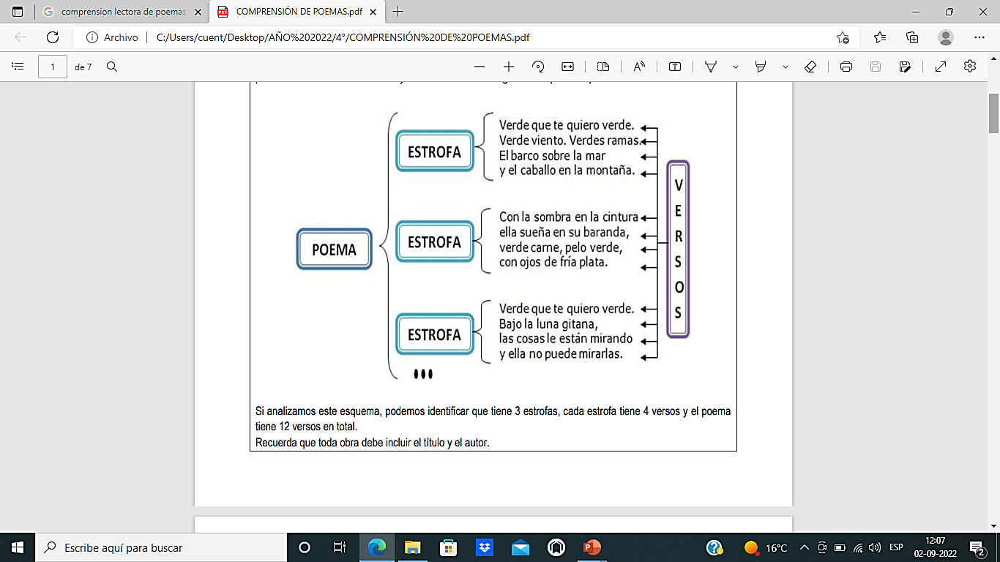 comprension lectora de poemas
COMPRENSIÓN DE POEMAS.pdf
Archivo
C:/Users/cuent/Desktop/AÑO%202022/4°/COMPRENSIÓN%20DE%20POEMAS.pdf
1
de 7
POEMA
ESTROFA
Verde que te quiero verde.
Verde viento. Verdes ramas.
El barco sobre la mar
y el caballo en la montaña.
ESTROFA
Con la sombra en la cintura
ella sueña en su baranda,
verde carne, pelo verde,
con ojos de fría plata.
ESTROFA
Verde que te quiero verde.
Bajo la luna gitana,
las cosas le están mirando
y ella no puede mirarlas.
VERSOS
Si analizamos este esquema, podemos identificar que tiene 3 estrofas, cada estrofa tiene 4 versos y el poema
tiene 12 versos en total.
Recuerda que toda obra debe incluir el título y el autor.
Escribe aquí para buscar
16°C
ESP
12:07
02-09-2022
2